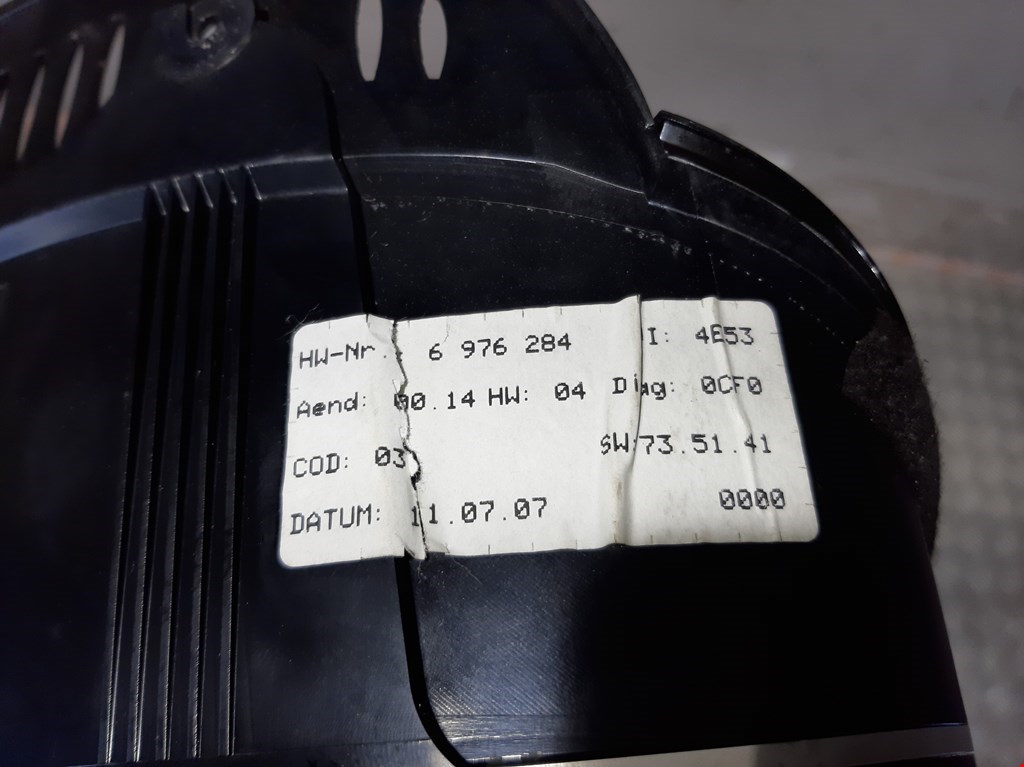 HW-Nr. 6 976 284 I: 4E53
Aend: 00.14 HW: 04 Diag: 0CF0
COD: 03 SW:73.51.41
DATUM: 11.07.07 0000